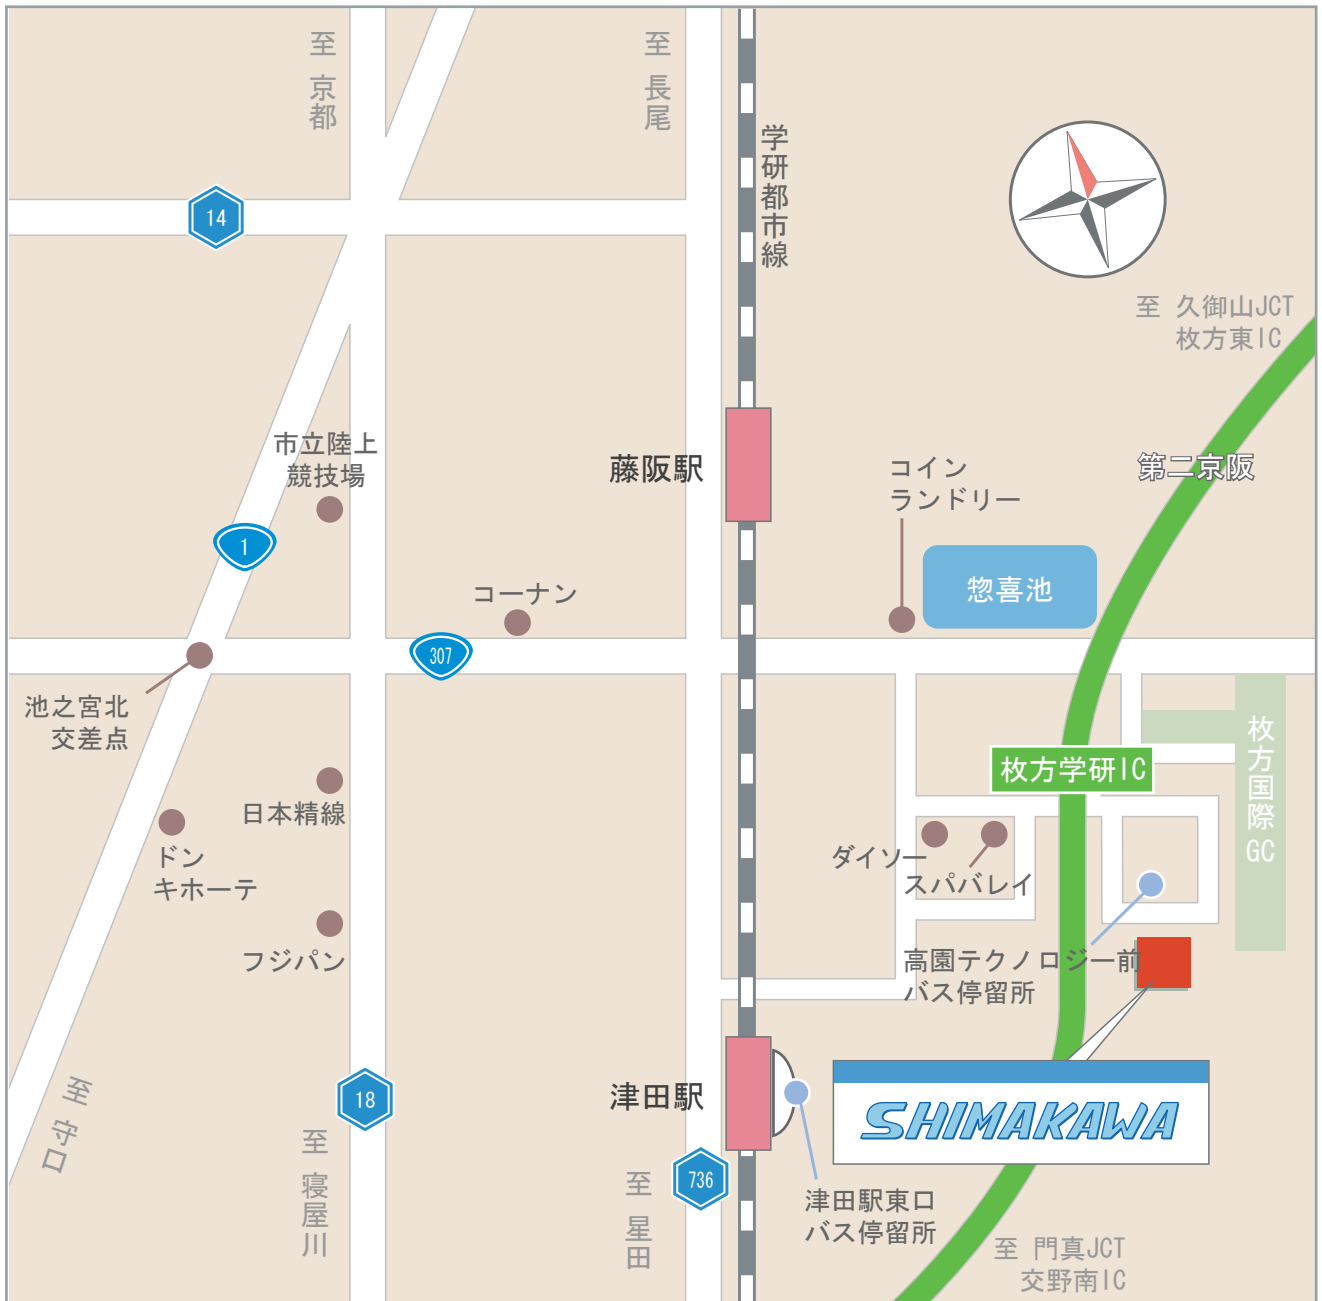 至 京都
至 長尾
学研都市線
14
至 久御山JCT
枚方東IC
市立陸上
競技場
藤阪駅
コイン
ランドリー
第二京阪
1
コーナン
惣喜池
307
池之宮北
交差点
枚方国際GC
枚方学研IC
日本精線
ドン
キホーテ
ダイソー
スパバレイ
フジパン
高園テクノロジー前
バス停留所
至 守口
18
津田駅
SHIMAKAWA
至 寝屋川
736
至 星田
津田駅東口
バス停留所
至 門真JCT
交野南IC